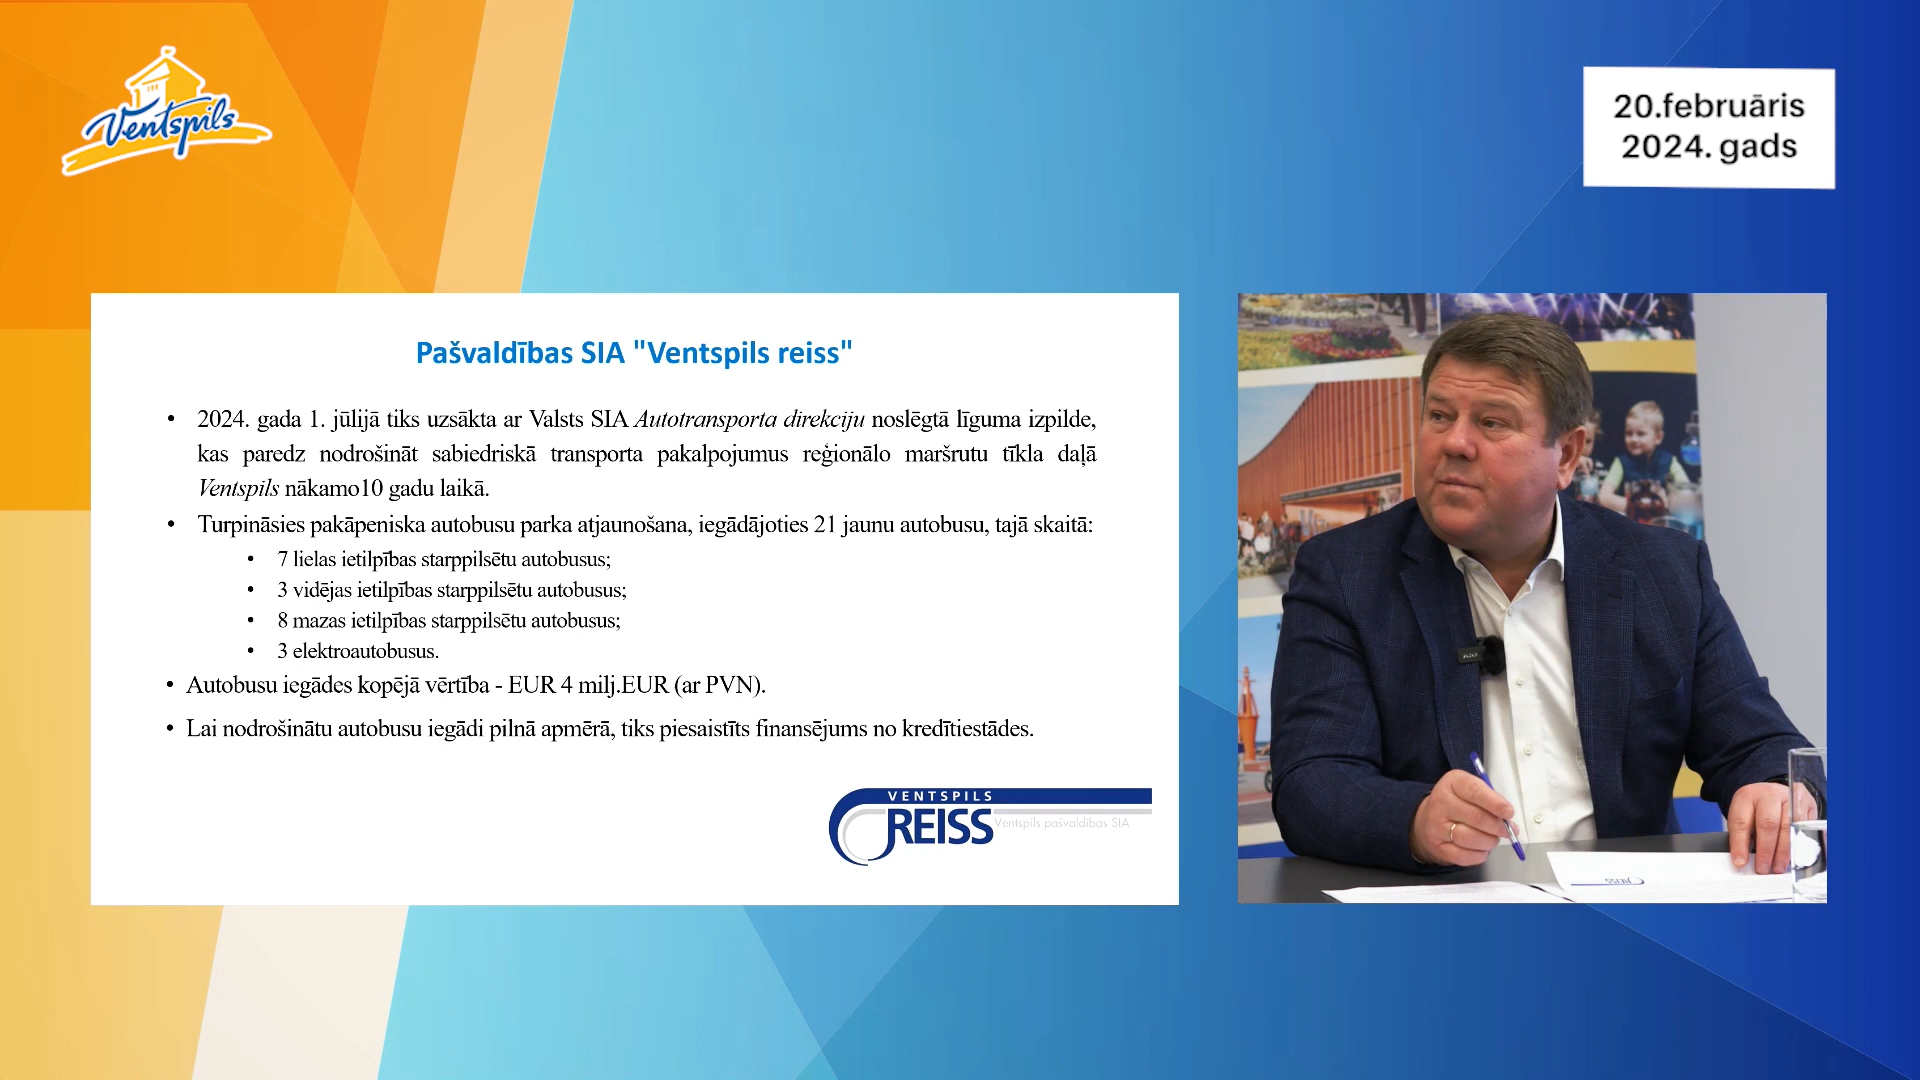 Ventspils
20.februāris
2024. gads
Pašvaldības SIA "Ventspils reiss"
• 2024. gada 1. jūlijā tiks uzsākta ar Valsts SIA Autotransporta direkciju noslēgtā līguma izpilde,
kas paredz nodrošināt sabiedriskā transporta pakalpojumus reģionālo maršrutu tīkla daļā
Ventspils nākamo10 gadu laikā.
• Turpināsies pakāpeniska autobusu parka atjaunošana, iegādājoties 21 jaunu autobusu, tajā skaitā:
• 7 lielas ietilpības starppilsētu autobusus;
• 3 vidējas ietilpības starppilsētu autobusus;
• 8 mazas ietilpības starppilsētu autobusus;
• 3 elektroautobusus.
• Autobusu iegādes kopējā vērtība - EUR 4 milj.EUR (ar PVN).
• Lai nodrošinātu autobusu iegādi pilnā apmērā, tiks piesaistīts finansējums no kredītiestādes.
VENTSPILS
REISS
Ventspils pašvaldības SIA
REISS